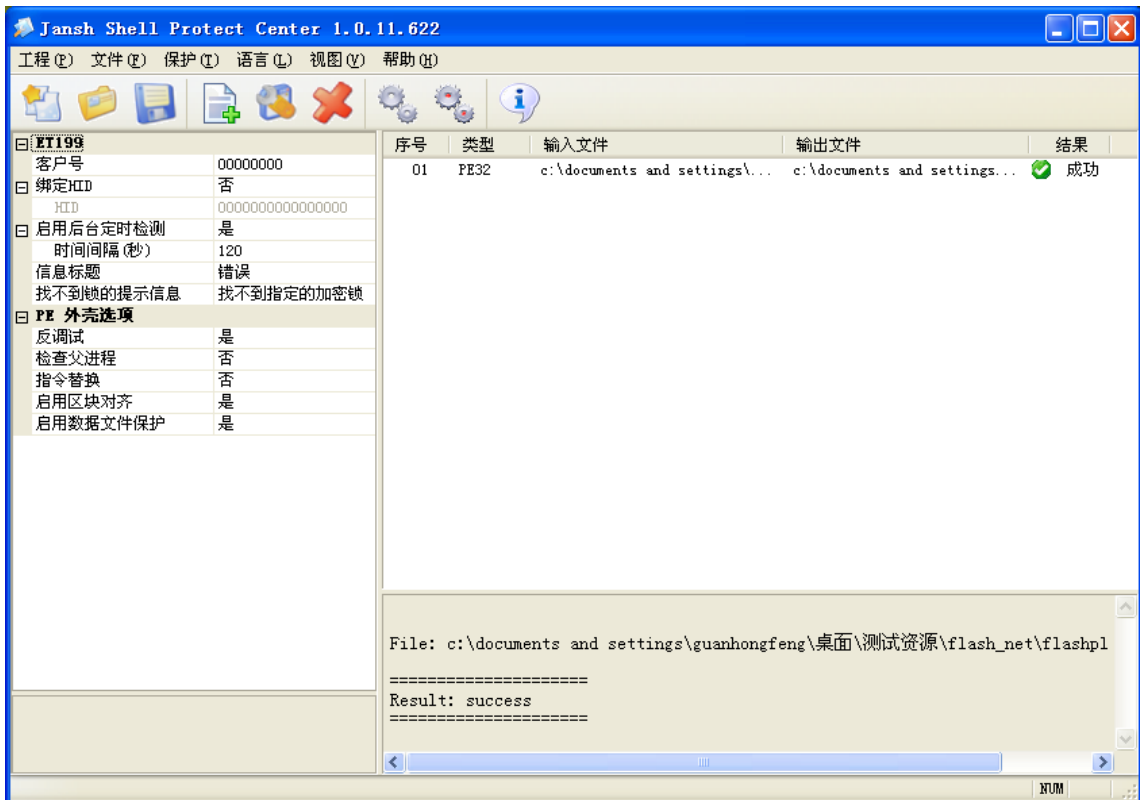 Jansh Shell Protect Center 1.0.11.622
工程(P) 文件(F) 保护(T) 语言(L) 视图(V) 帮助(H)
ET199
客户号 00000000
绑定HID 否
HID 0000000000000000
启用后台定时检测 是
时间间隔(秒) 120
信息标题 错误
找不到锁的提示信息 找不到指定的加密锁
PE 外壳选项
反调试 是
检查父进程 否
指令替换 否
启用区块对齐 是
启用数据文件保护 是
序号 类型 输入文件 输出文件 结果
01 PE32 c:\documents and settings\... c:\documents and settings... 成功
File: c:\documents and settings\guanhongfeng\桌面\测试资源\flash_net\flashpl
=====================
Result: success
=====================
NUM